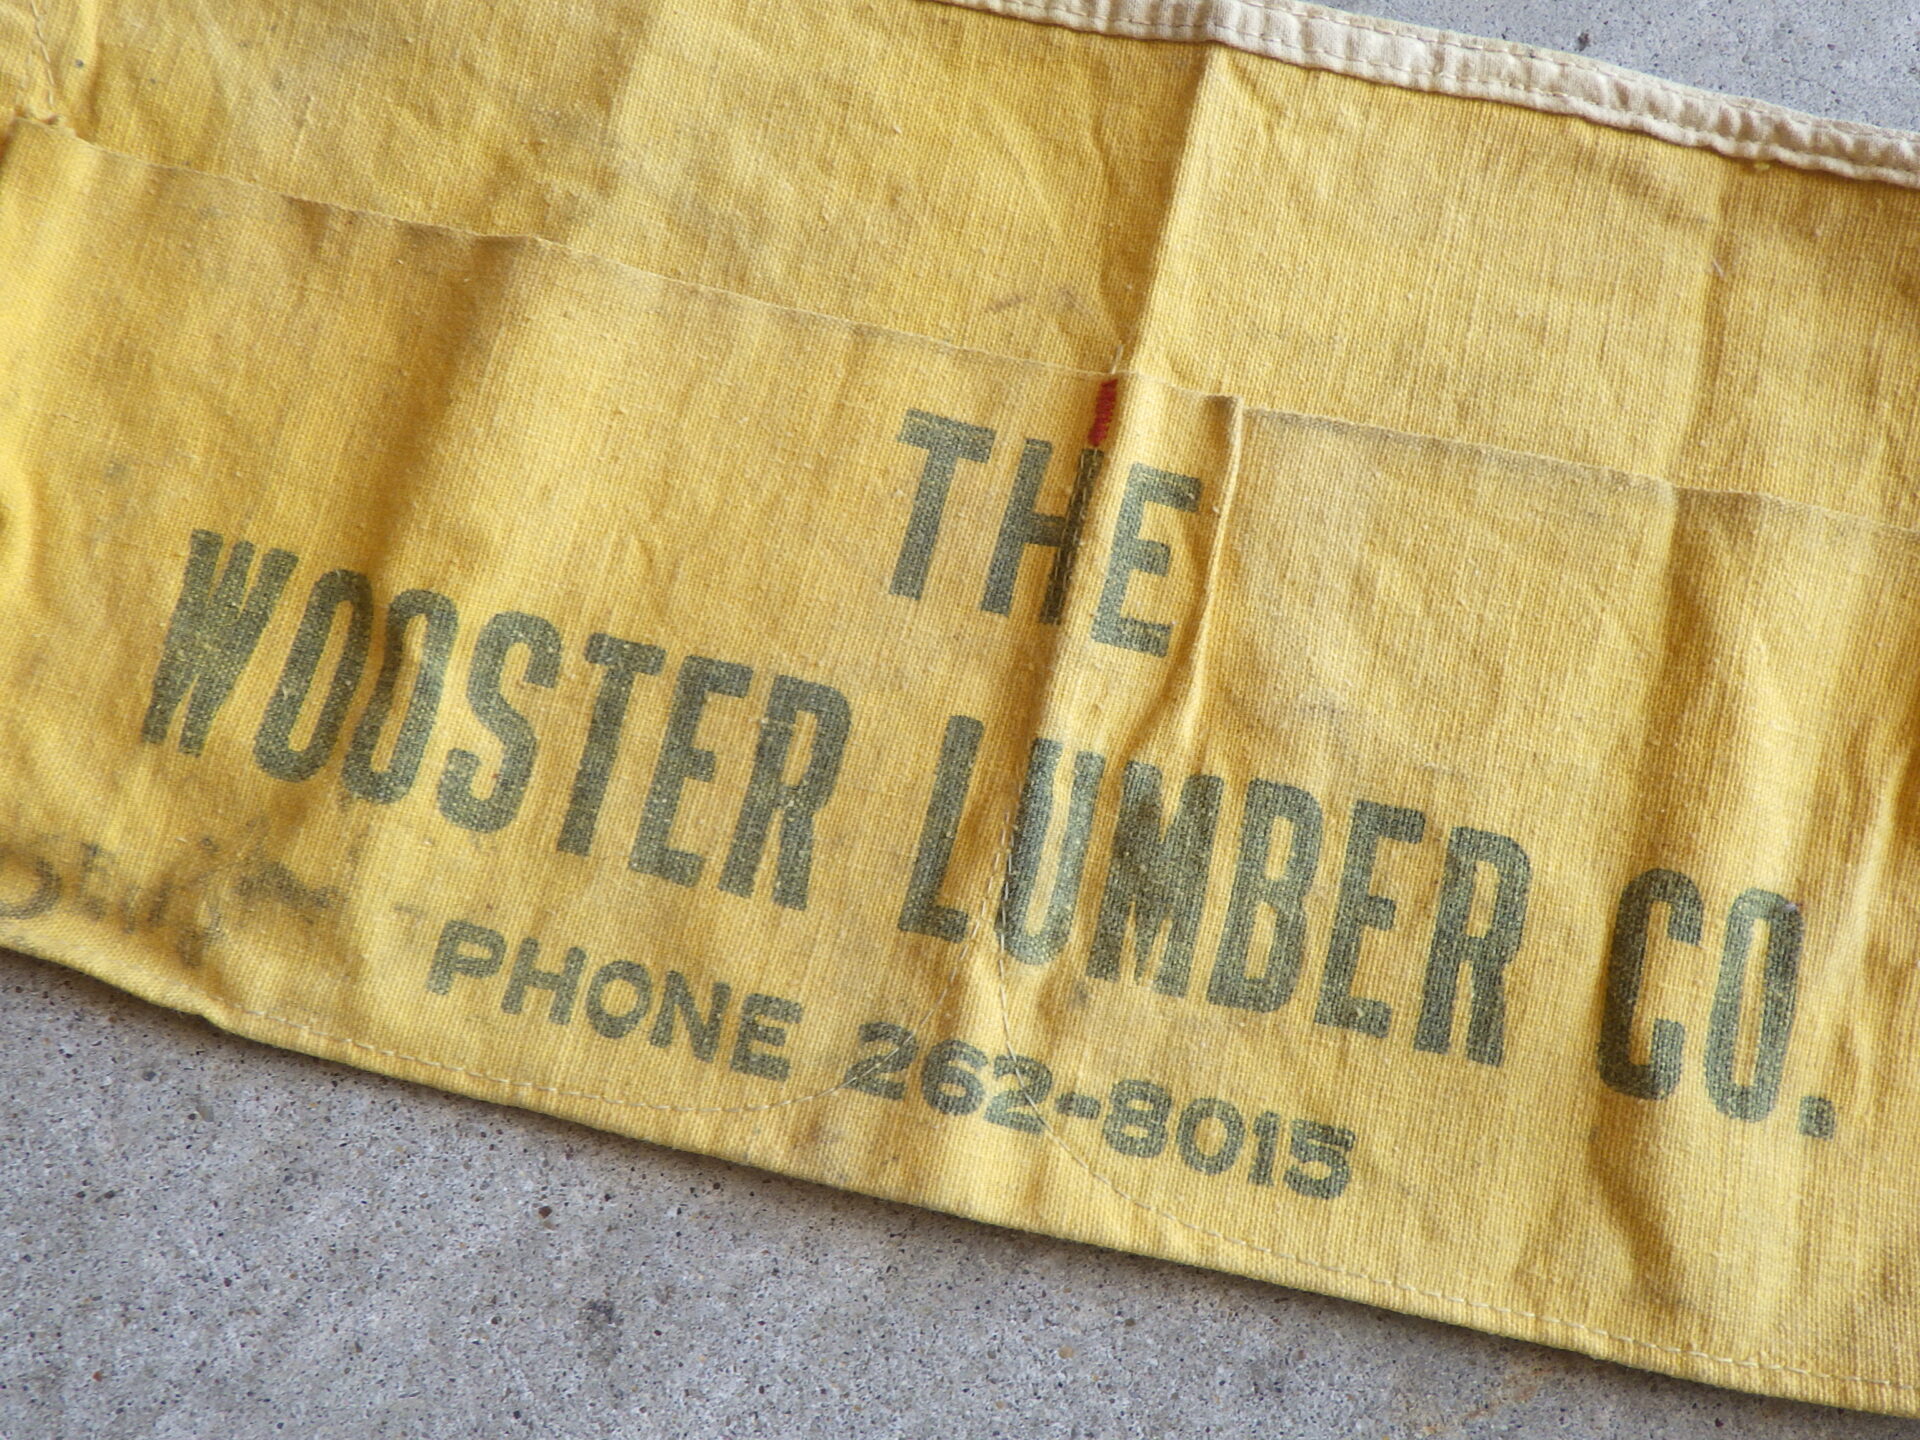 THE
WOOSTER LUMBER CO.
PHONE 262-8015